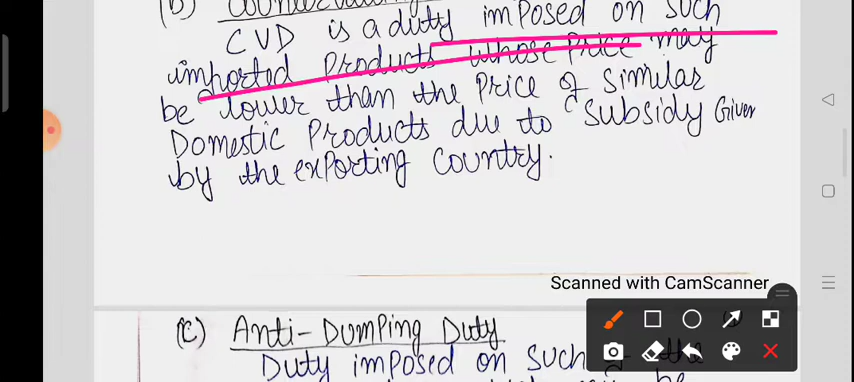 (b) Countervailing
CVD is a duty imposed on such
imported Products whose Price may
be lower than the Price of similar
Domestic Products due to "Subsidy Given
by the exporting Country.
Scanned with CamScanner
(C) Anti-Dumping Duty
Duty imposed on such